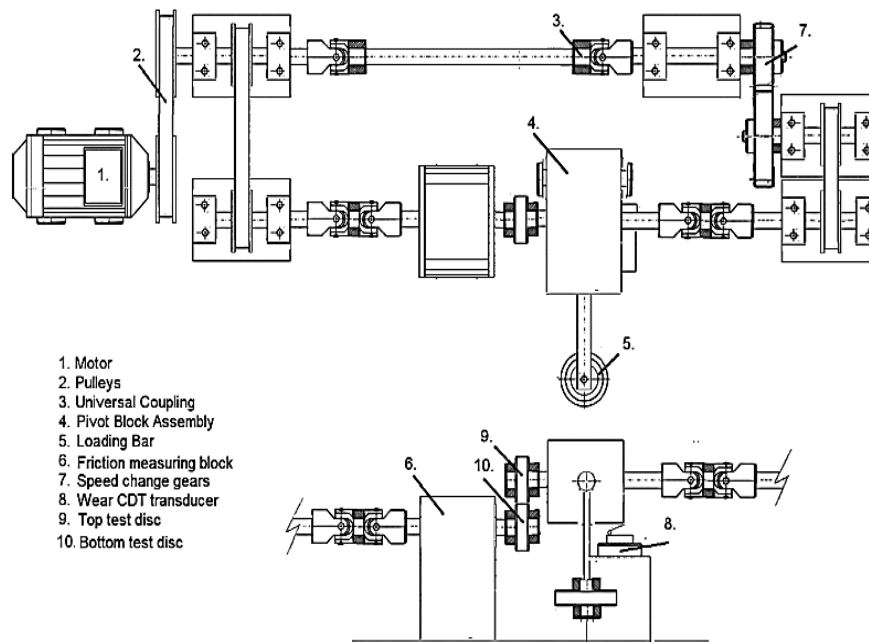 3.
7.
2.
4.
1.
5.
1. Motor
2. Pulleys
3. Universal Coupling
4. Pivot Block Assembly
5. Loading Bar
6. Friction measuring block
7. Speed change gears
8. Wear CDT transducer
9. Top test disc
10. Bottom test disc
9.
10.
6.
8.